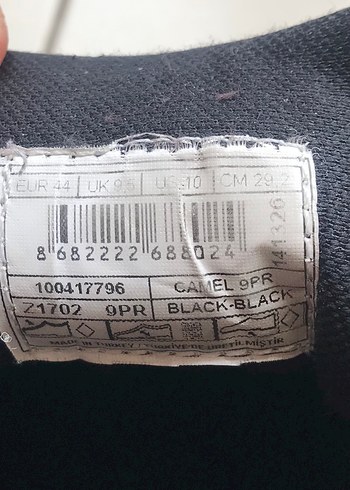 EUR 44 UK 9.5 US 10 CM 29.2
8 682222 688024
141326
100417796 CAMEL 9PR
Z1702 9PR BLACK-BLACK
MADE IN TURKEY / TÜRKİYE'DE ÜRETİLMİŞTİR